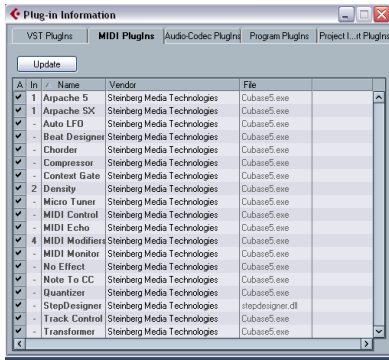 Plug-in Information
VST PlugIns MIDI PlugIns Audio-Codec PlugIns Program PlugIns Project I...rt PlugIns
Update
A In Name Vendor File
1 Arpache 5 Steinberg Media Technologies Cubase5.exe
1 Arpache SX Steinberg Media Technologies Cubase5.exe
- Auto LFO Steinberg Media Technologies Cubase5.exe
- Beat Designer Steinberg Media Technologies Cubase5.exe
- Chorder Steinberg Media Technologies Cubase5.exe
- Compressor Steinberg Media Technologies Cubase5.exe
- Context Gate Steinberg Media Technologies Cubase5.exe
2 Density Steinberg Media Technologies Cubase5.exe
- Micro Tuner Steinberg Media Technologies Cubase5.exe
- MIDI Control Steinberg Media Technologies Cubase5.exe
- MIDI Echo Steinberg Media Technologies Cubase5.exe
4 MIDI Modifiers Steinberg Media Technologies Cubase5.exe
- MIDI Monitor Steinberg Media Technologies Cubase5.exe
- No Effect Steinberg Media Technologies Cubase5.exe
- Note To CC Steinberg Media Technologies Cubase5.exe
- Quantizer Steinberg Media Technologies Cubase5.exe
- StepDesigner Steinberg Media Technologies stepdesigner.dll
- Track Control Steinberg Media Technologies Cubase5.exe
- Transformer Steinberg Media Technologies Cubase5.exe